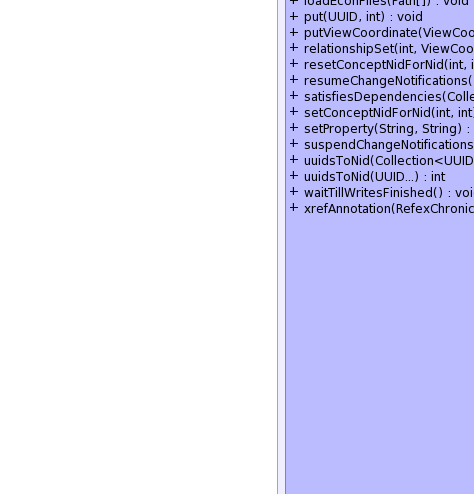 + loadEconFiles(Path[]) : void
+ put(UUID, int) : void
+ putViewCoordinate(ViewCoo
+ relationshipSet(int, ViewCoo
+ resetConceptNidForNid(int, i
+ resumeChangeNotifications(
+ satisfiesDependencies(Colle
+ setConceptNidForNid(int, int)
+ setProperty(String, String) :
+ suspendChangeNotifications
+ uuidsToNid(Collection<UUID
+ uuidsToNid(UUID...) : int
+ waitTillWritesFinished() : voi
+ xrefAnnotation(RefexChronic